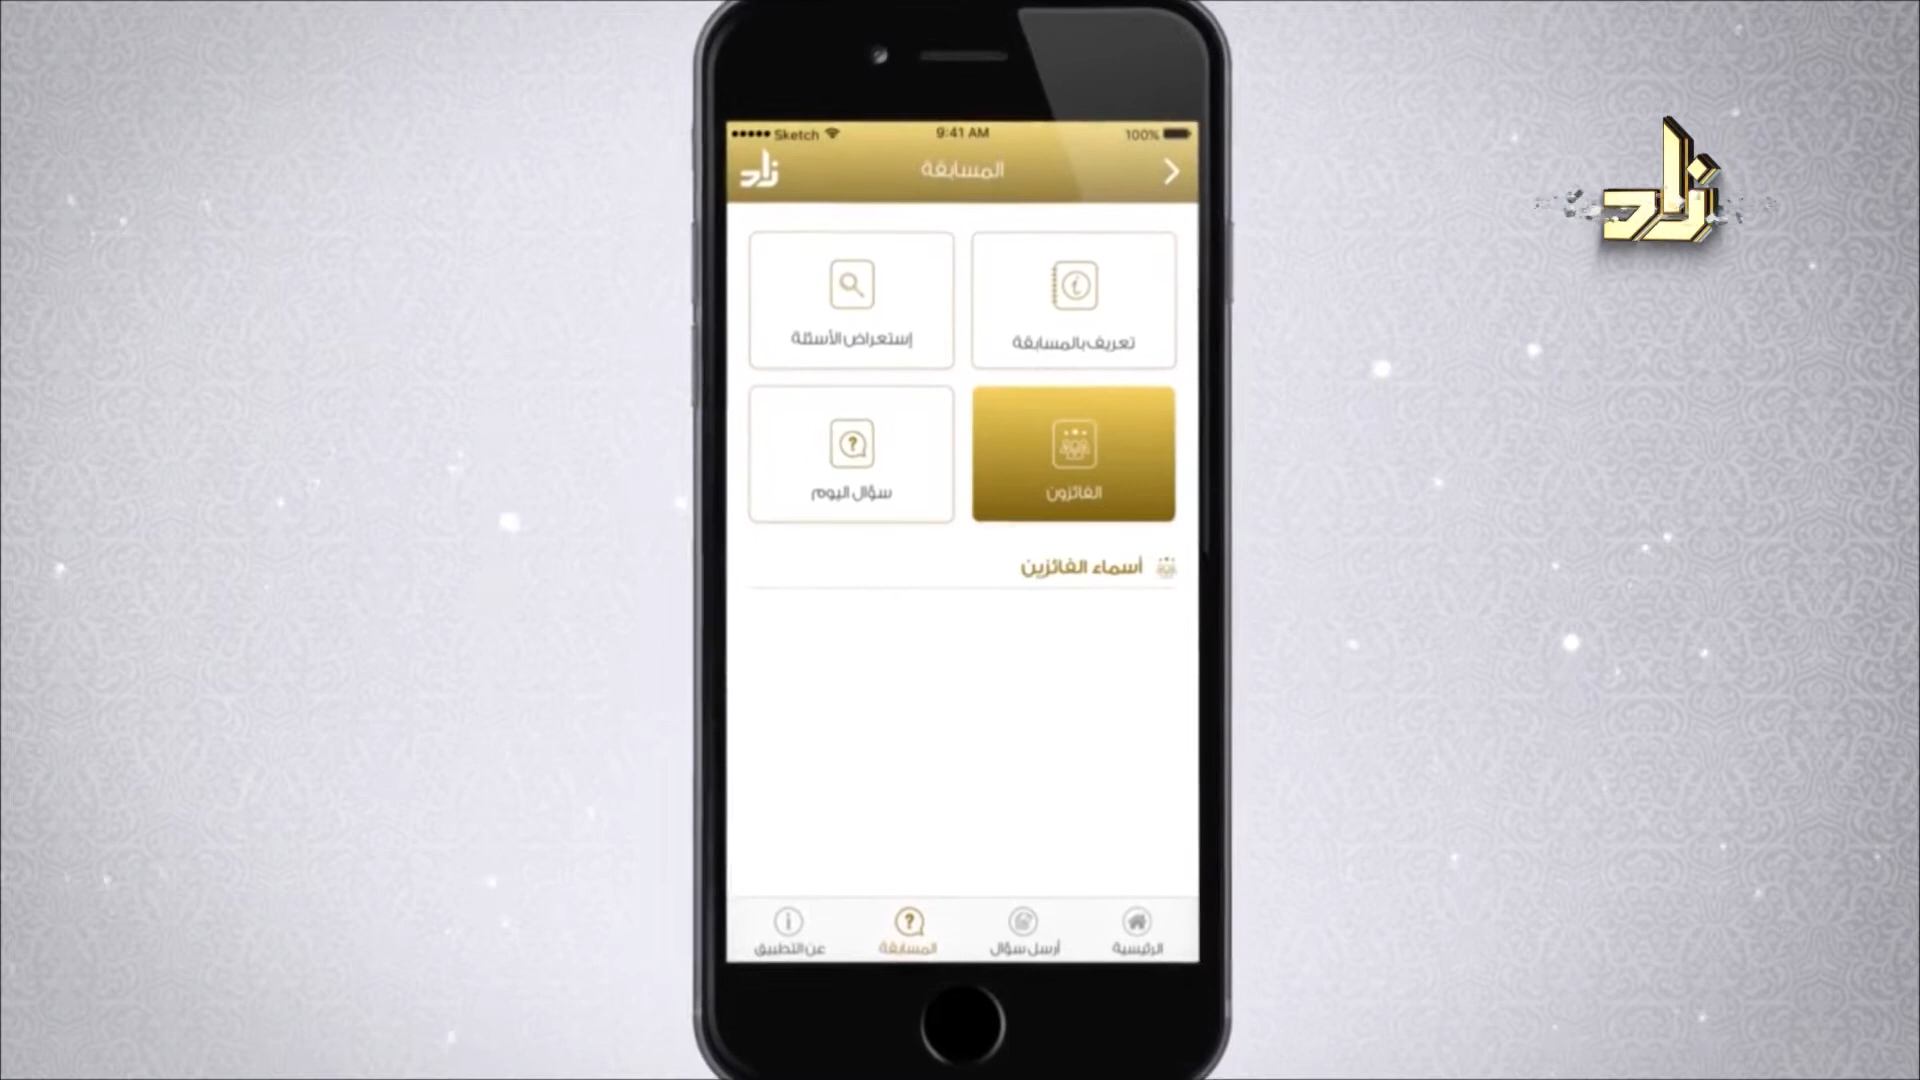 Sketch 9:41 AM 100%
زاد المسابقة
زاد
تعريف بالمسابقة إستعراض الأسئلة
الفائزون سؤال اليوم
أسماء الفائزين
الرئيسية أرسل سؤال المسابقة عن التطبيق